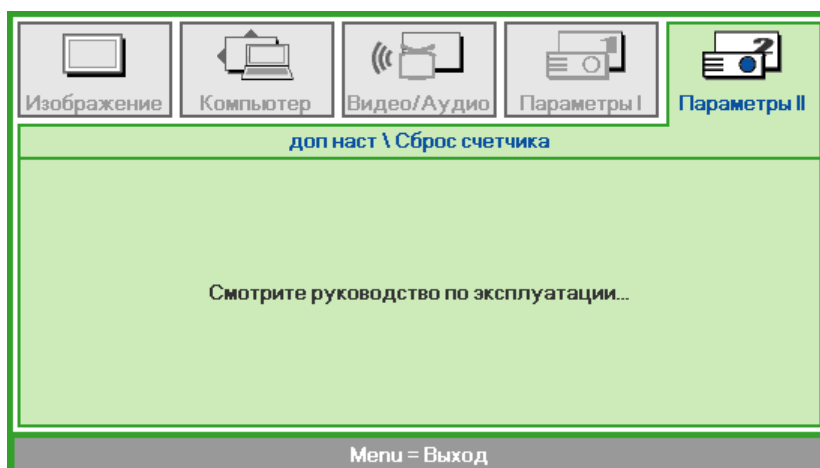 Изображение
Компьютер
Видео/Аудио
Параметры I
Параметры II
доп наст \ Сброс счетчика
Смотрите руководство по эксплуатации...
Menu = Выход